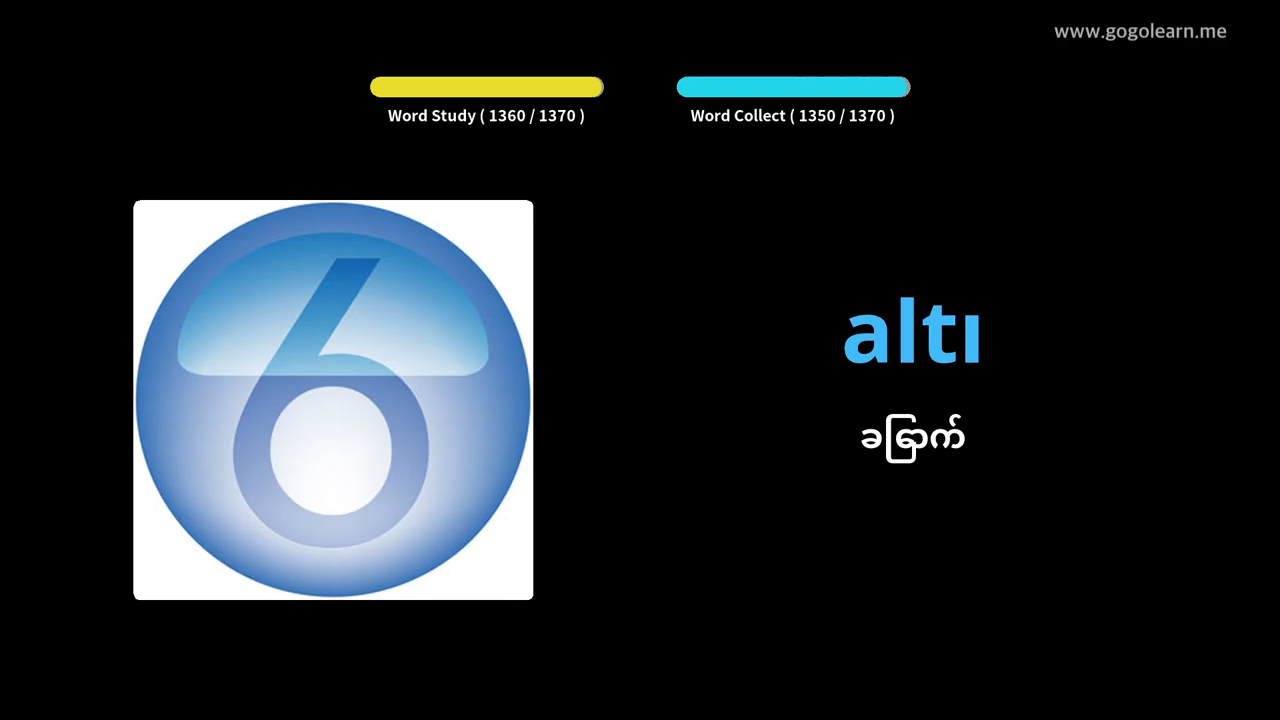 www.gogolearn.me
Word Study ( 1360 / 1370 )
Word Collect ( 1350 / 1370 )
6
altı
ခြောက်